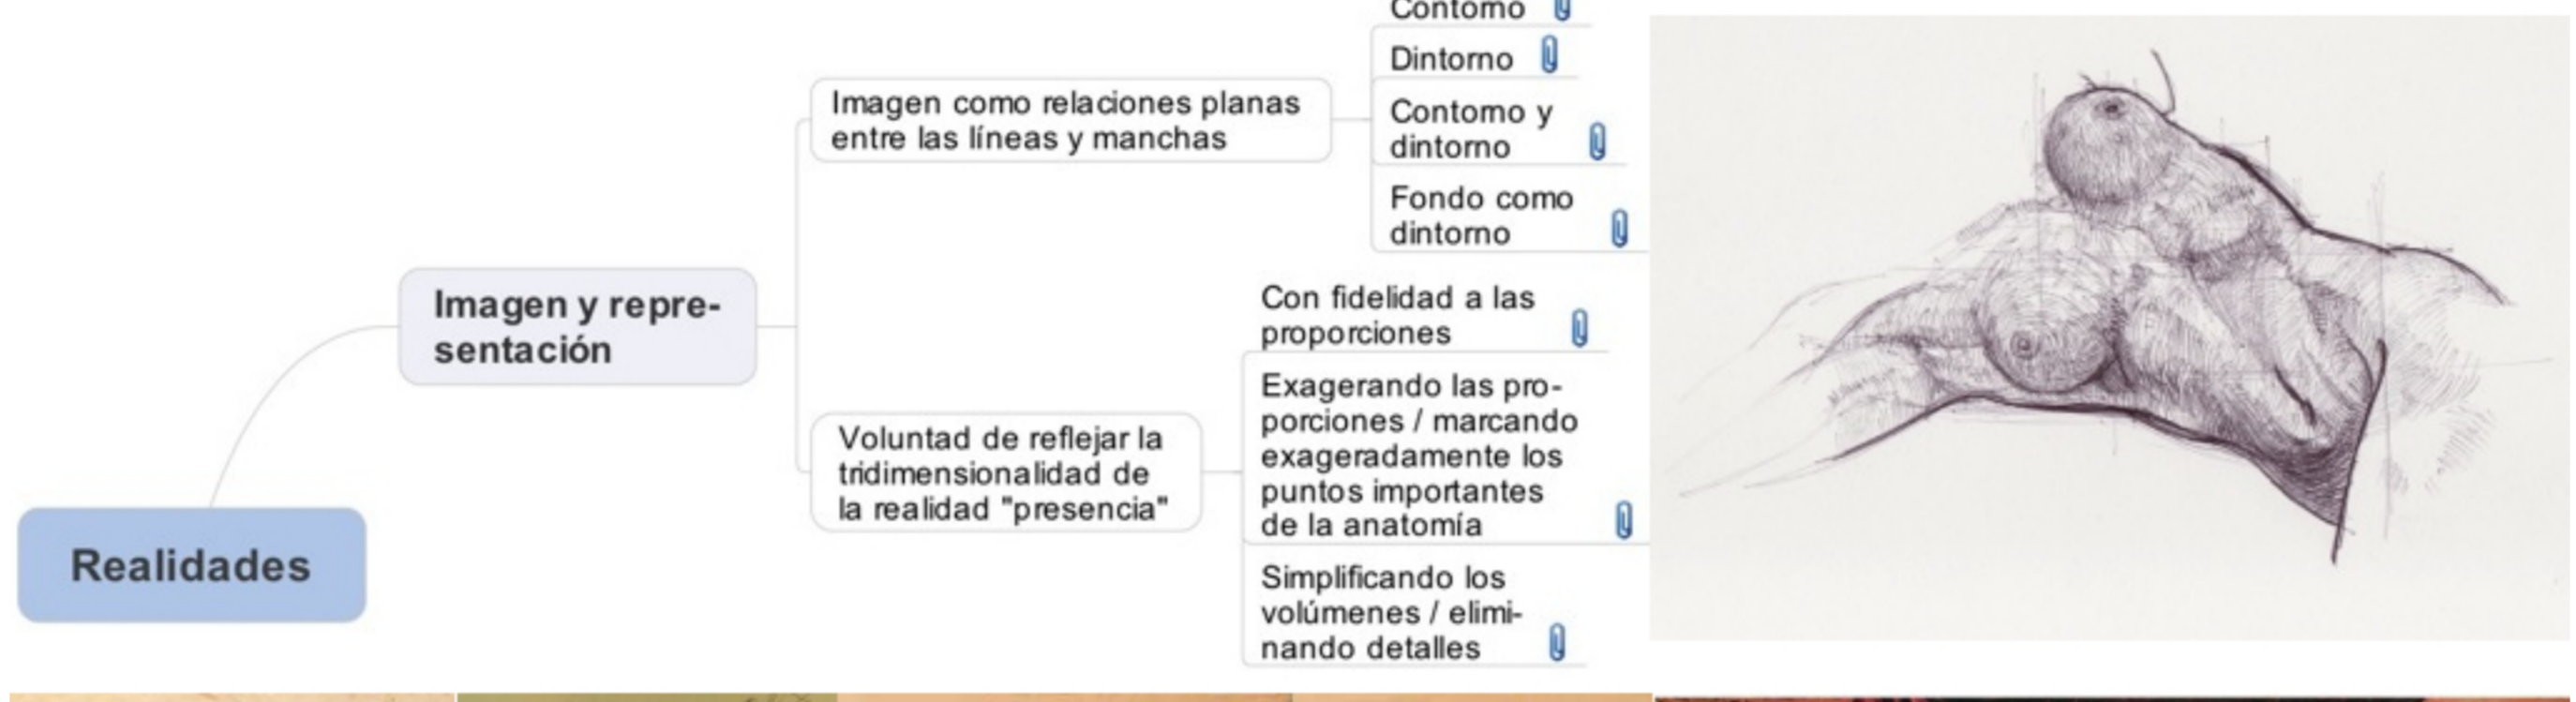 Contorno
Dintorno
Imagen como relaciones planas
entre las líneas y manchas
Contorno y
dintorno
Fondo como
dintorno
Imagen y repre-
sentación
Con fidelidad a las
proporciones
Exagerando las pro-
porciones / marcando
exageradamente los
puntos importantes
de la anatomía
Voluntad de reflejar la
tridimensionalidad de
la realidad "presencia"
Realidades
Simplificando los
volúmenes / elimi-
nando detalles